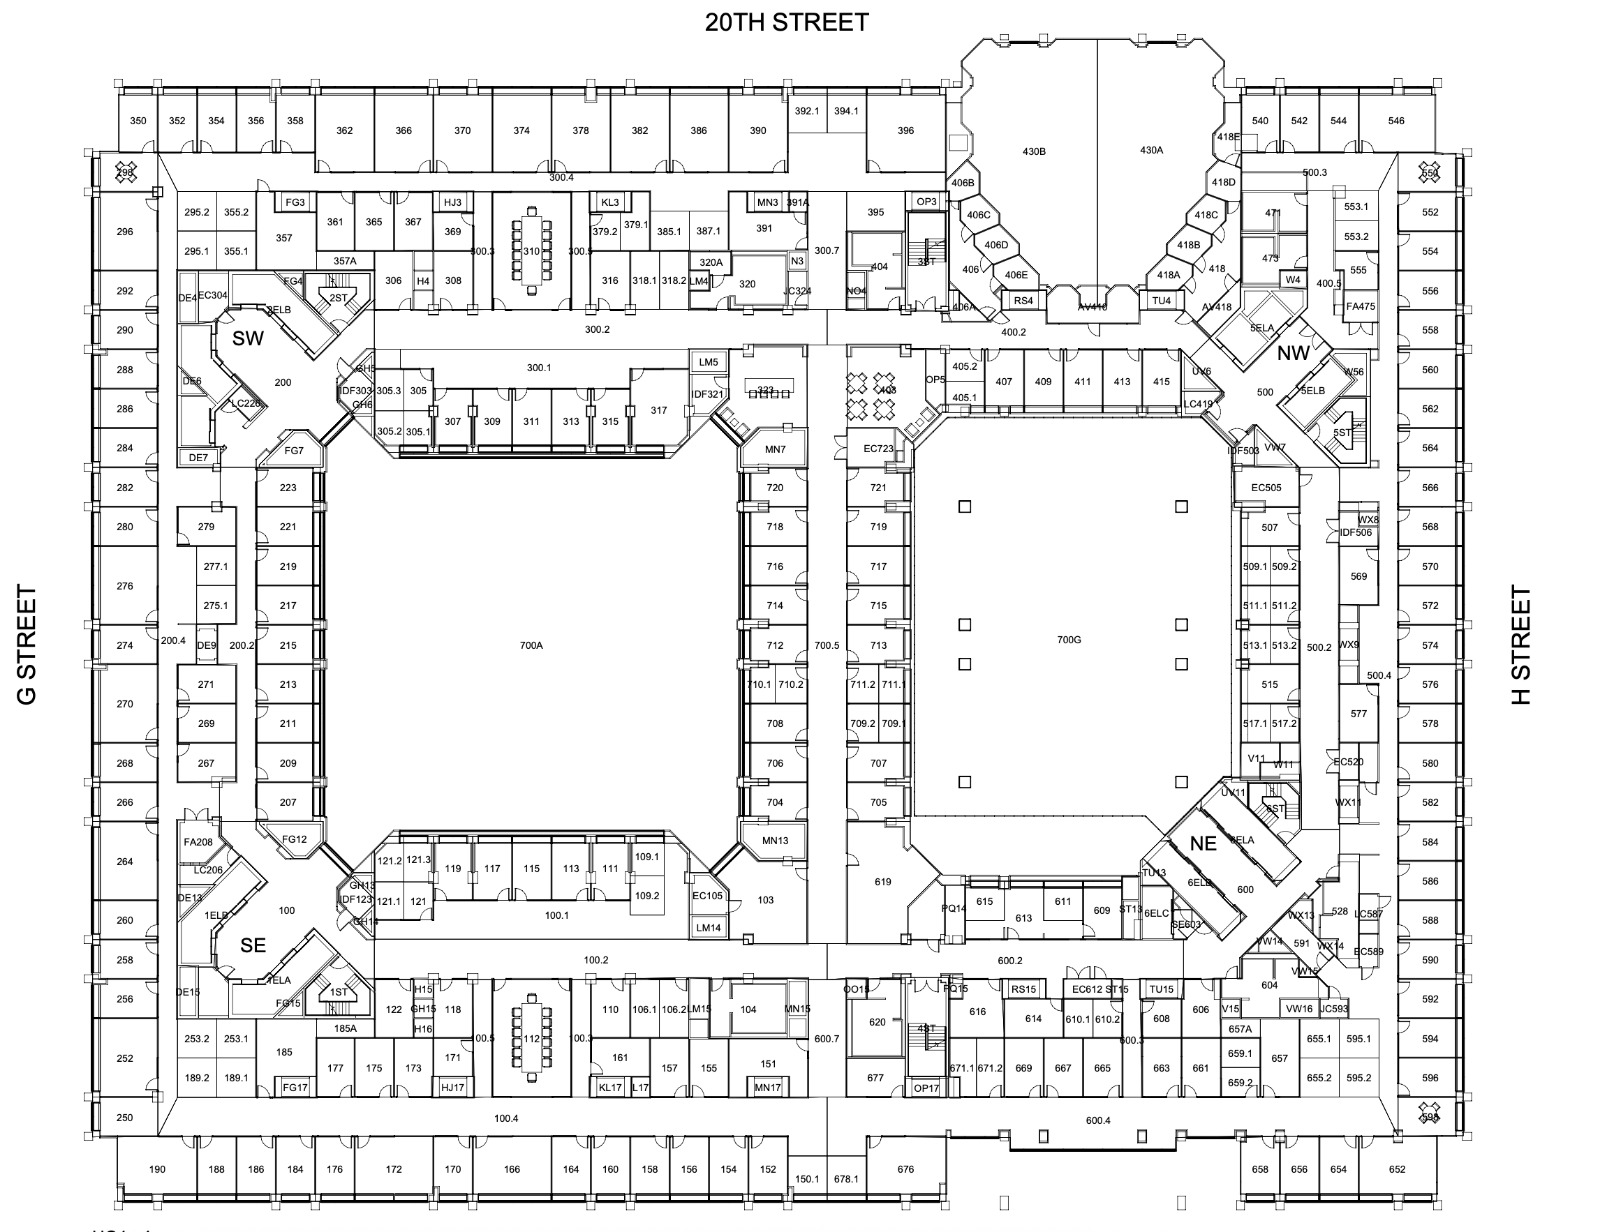 20TH STREET
350 352 354 356 358 362 366 370 374 378 382 386 390 392.1 394.1 396 430B 430A 418E 540 542 544 546
298 300.4 406B 418D 500.3 550
295.2 355.2 FG3 361 365 367 HJ3 KL3 MN3 391A 395 OP3 406C 418C 471 553.1 552
296 357 369 379.2 379.1 385.1 387.1 391 553.2
295.1 355.1 357A 300.3 310 300.5 300.7 406D 418B 473 554
320A N3 404 3ST 406 406E 418A 418 555
292 DE4 EC304 FG4 2ST 306 H4 308 316 318.1 318.2 LM4 320 JC324 NO4 W4 400.5 556
2ELB 406A RS4 AV410 TU4 AV418 FA475
290 SW 300.2 400.2 5ELA NW 558
288 DE6 200 GH5 300.1 LM5 405.2 UV6 W56 560
IDF303 305.3 305 IDF321 323 403 OP5 407 409 411 413 415 500 5ELB
286 LC226 GH6 317 405.1 LC419 562
305.2 305.1 307 309 311 313 315 5ST
284 DE7 FG7 MN7 EC723 IDF503 VW7 564
282 223 720 721 EC505 566
280 279 221 718 719 507 WX8 IDF506 568
276 277.1 219 716 717 509.1 509.2 569 570
275.1 217 714 715 511.1 511.2 572
G STREET
H STREET
274 200.4 DE9 200.2 215 700A 712 700.5 713 700G 513.1 513.2 500.2 WX9 574
270 271 213 710.1 710.2 711.2 711.1 515 500.4 576
269 211 708 709.2 709.1 517.1 517.2 577 578
268 267 209 706 707 V11 W11 EC520 580
266 207 704 705 UV11 6ST WX11 582
264 FA208 FG12 MN13 NE 6ELA 584
LC206 121.2 121.3 119 117 115 113 111 109.1 TU13
DE13 GH13 619 6ELB 600 586
IDF123 121.1 121 109.2 EC105 103 615 611
260 1ELB 100 GH14 100.1 LM14 PQ14 613 609 ST13 6ELC SE603 WX13 528 LC587 588
258 SE 100.2 600.2 VW14 591 WX14 EC589 590
1ELA VW15
256 DE15 FG15 1ST 122 H15 GH15 118 110 106.1 106.2 LM15 104 MN15 OO15 PQ15 RS15 EC612 ST15 TU15 604 592
H16 620 4ST 616 614 610.1 610.2 608 606 V15 VW16 JC593
253.2 253.1 185A 100.5 112 100.3 600.7 600.3 657A 655.1 595.1 594
252 185 177 175 173 171 161 157 155 151 671.1 671.2 669 667 665 663 661 659.1 657
189.2 189.1 FG17 HJ17 KL17 L17 MN17 677 OP17 659.2 655.2 595.2 596
250 100.4 600.4 598
190 188 186 184 176 172 170 166 164 160 158 156 154 152 150.1 678.1 676 658 656 654 652